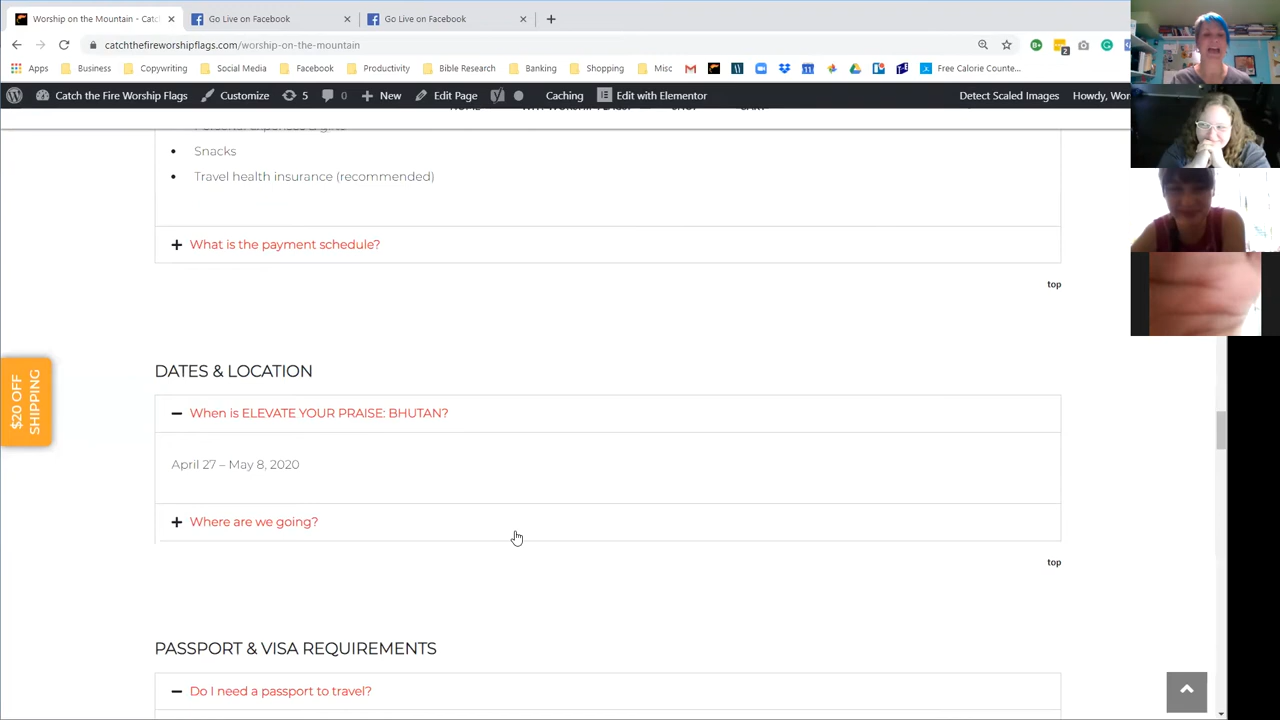 Worship on the Mountain - Catc
Go Live on Facebook
Go Live on Facebook
catchthefireworshipflags.com/worship-on-the-mountain
Apps
Business
Copywriting
Social Media
Facebook
Productivity
Bible Research
Banking
Shopping
Misc
Free Calorie Counte...
Catch the Fire Worship Flags
Customize
5
0
New
Edit Page
Caching
Edit with Elementor
Detect Scaled Images
Howdy, Wor
Snacks
Travel health insurance (recommended)
What is the payment schedule?
top
$20 OFF
SHIPPING
DATES & LOCATION
When is ELEVATE YOUR PRAISE: BHUTAN?
April 27 – May 8, 2020
Where are we going?
top
PASSPORT & VISA REQUIREMENTS
Do I need a passport to travel?